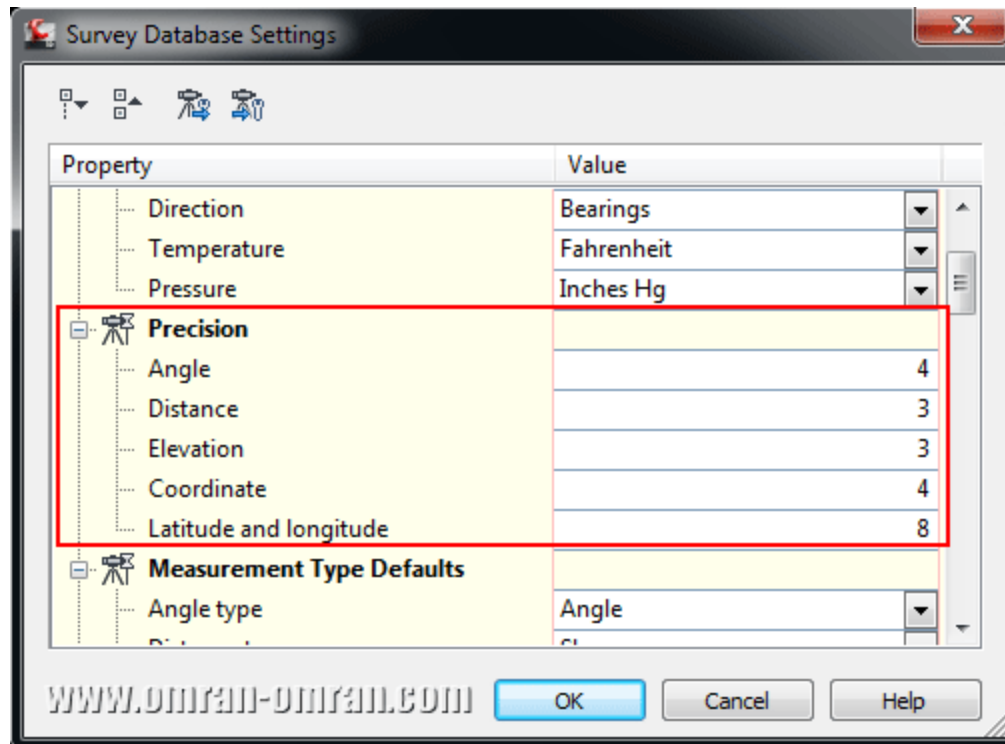 Survey Database Settings
Property Value
Direction Bearings
Temperature Fahrenheit
Pressure Inches Hg
Precision
Angle 4
Distance 3
Elevation 3
Coordinate 4
Latitude and longitude 8
Measurement Type Defaults
Angle type Angle
www.omran-omran.com OK Cancel Help